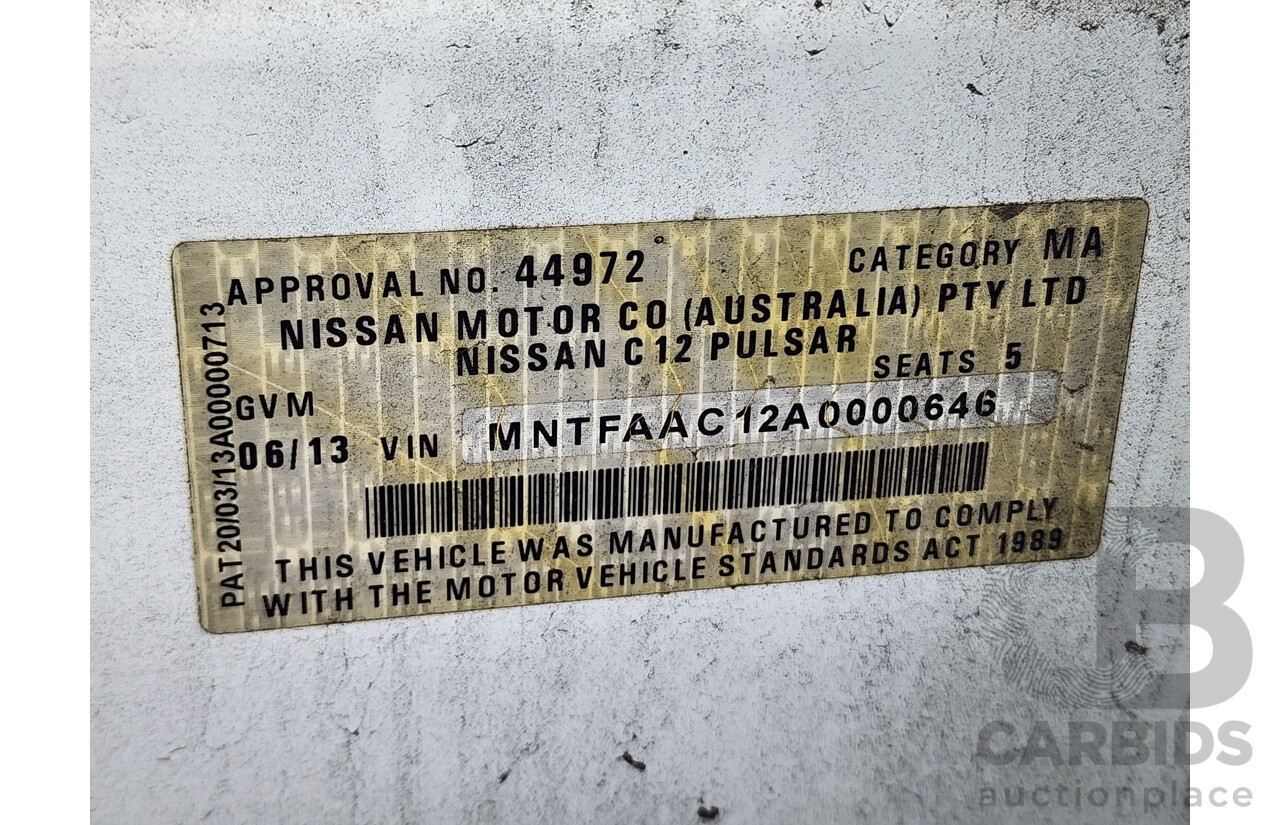 APPROVAL NO. 44972 CATEGORY MA
NISSAN MOTOR CO (AUSTRALIA) PTY LTD
NISSAN C12 PULSAR
SEATS 5
GVM
06/13 VIN MNTFAAC12A0000646
THIS VEHICLE WAS MANUFACTURED TO COMPLY
WITH THE MOTOR VEHICLE STANDARDS ACT 1989
PAT20/03/13A00000713
CARBIDS
auctionplace